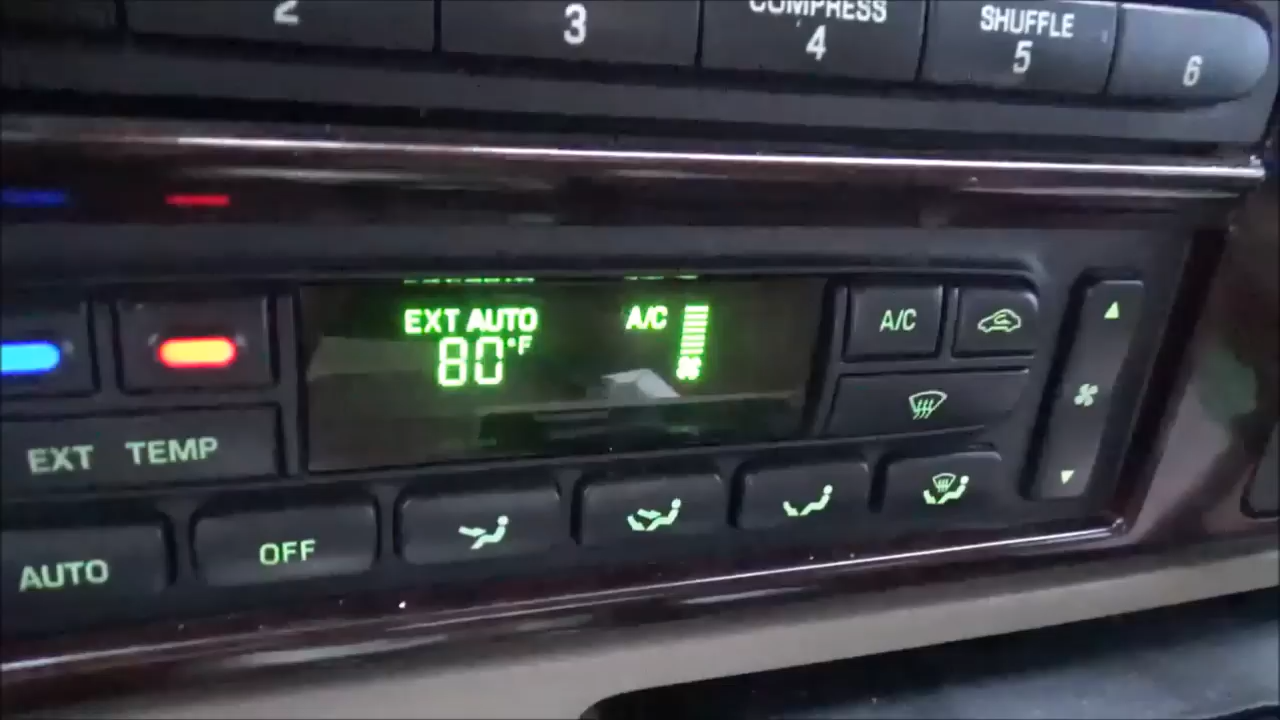 2
3
COMPRESS
4
SHUFFLE
5
6
EXT AUTO
80°F
A/C
A/C
EXT TEMP
AUTO
OFF